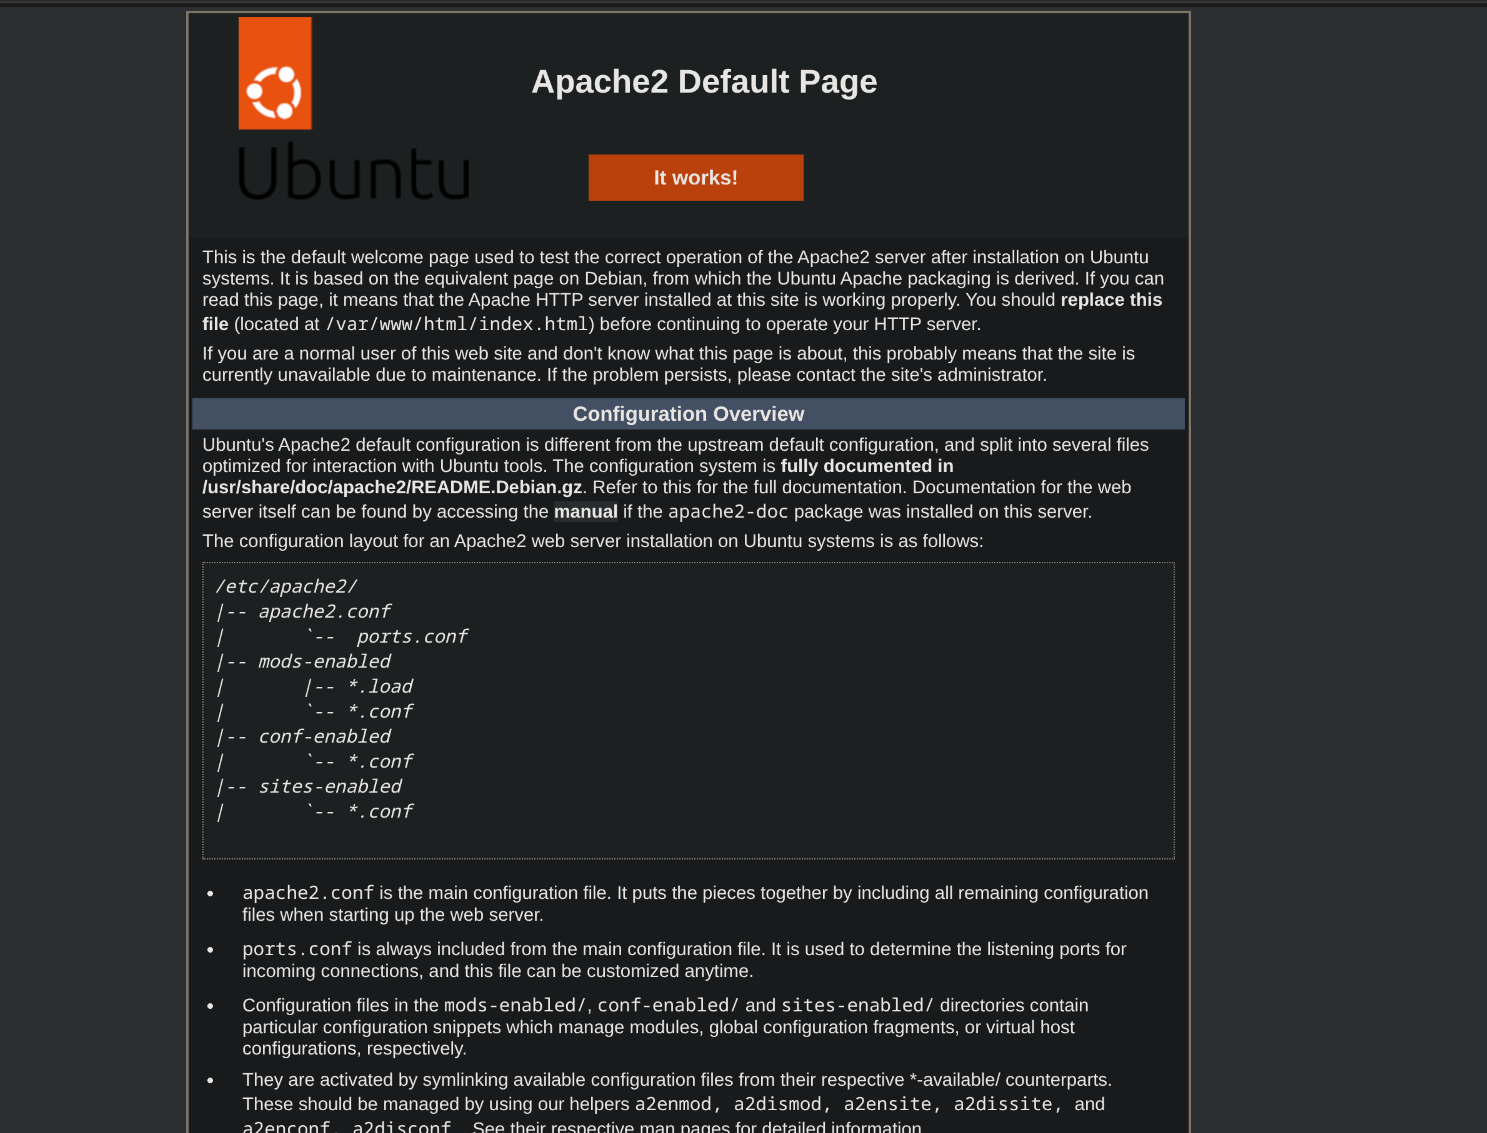 Apache2 Default Page
Ubuntu
It works!
This is the default welcome page used to test the correct operation of the Apache2 server after installation on Ubuntu
systems. It is based on the equivalent page on Debian, from which the Ubuntu Apache packaging is derived. If you can
read this page, it means that the Apache HTTP server installed at this site is working properly. You should replace this
file (located at /var/www/html/index.html) before continuing to operate your HTTP server.
If you are a normal user of this web site and don't know what this page is about, this probably means that the site is
currently unavailable due to maintenance. If the problem persists, please contact the site's administrator.
Configuration Overview
Ubuntu's Apache2 default configuration is different from the upstream default configuration, and split into several files
optimized for interaction with Ubuntu tools. The configuration system is fully documented in
/usr/share/doc/apache2/README.Debian.gz. Refer to this for the full documentation. Documentation for the web
server itself can be found by accessing the manual if the apache2-doc package was installed on this server.
The configuration layout for an Apache2 web server installation on Ubuntu systems is as follows:
/etc/apache2/
|-- apache2.conf
|       `--  ports.conf
|-- mods-enabled
|       |-- *.load
|       `-- *.conf
|-- conf-enabled
|       `-- *.conf
|-- sites-enabled
|       `-- *.conf
• apache2.conf is the main configuration file. It puts the pieces together by including all remaining configuration
files when starting up the web server.
• ports.conf is always included from the main configuration file. It is used to determine the listening ports for
incoming connections, and this file can be customized anytime.
• Configuration files in the mods-enabled/, conf-enabled/ and sites-enabled/ directories contain
particular configuration snippets which manage modules, global configuration fragments, or virtual host
configurations, respectively.
• They are activated by symlinking available configuration files from their respective *-available/ counterparts.
These should be managed by using our helpers a2enmod, a2dismod, a2ensite, a2dissite, and
a2enconf, a2disconf . See their respective man pages for detailed information.